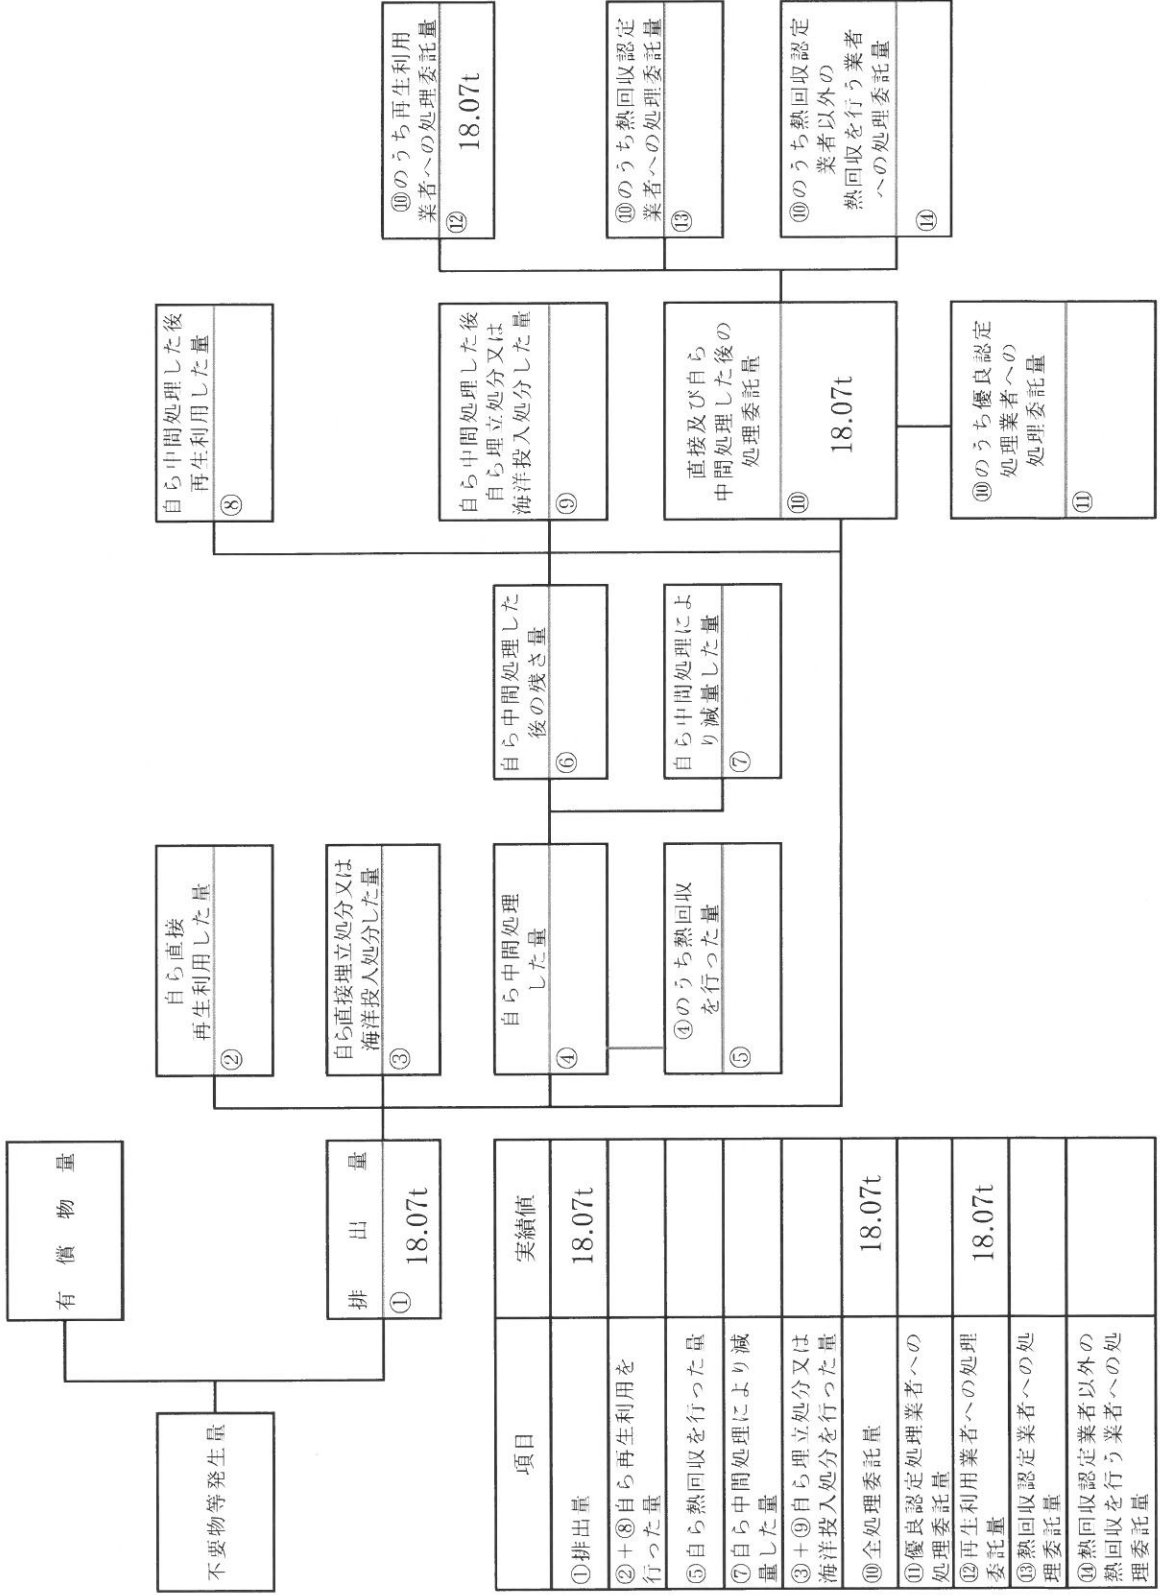 不要物等発生量
有償物量
排出量
①
18.07t
自ら直接
再生利用した量
②
自ら直接埋立処分又は
海洋投入処分した量
③
自ら中間処理
した量
④
④のうち熱回収
を行った量
⑤
自ら中間処理した
後の残さ量
⑥
自ら中間処理によ
り減量した量
⑦
自ら中間処理した後
再生利用した量
⑧
自ら中間処理した後
自ら埋立処分又は
海洋投入処分した量
⑨
直接及び自ら
中間処理した後の
処理委託量
⑩
18.07t
⑩のうち優良認定
処理業者への
処理委託量
⑪
⑩のうち再生利用
業者への処理委託量
⑫
18.07t
⑩のうち熱回収認定
業者への処理委託量
⑬
⑩のうち熱回収認定
業者以外の
熱回収を行う業者
への処理委託量
⑭
項目 実績値
①排出量 18.07t
②+⑧自ら再生利用を
行った量
⑤自ら熱回収を行った量
⑦自ら中間処理により減
量した量
③+⑨自ら埋立処分又は
海洋投入処分を行った量
⑩全処理委託量 18.07t
⑪優良認定処理業者への
処理委託量
⑫再生利用業者への処理
委託量 18.07t
⑬熱回収認定業者への処
理委託量
⑭熱回収認定業者以外の
熱回収を行う業者への処
理委託量